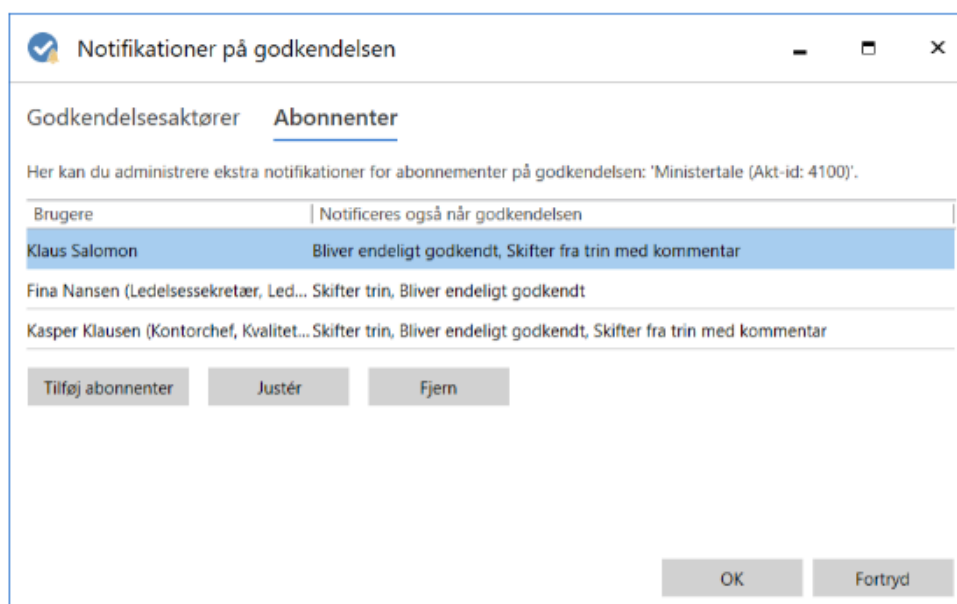 Notifikationer på godkendelsen
Godkendelsesaktører Abonnenter
Her kan du administrere ekstra notifikationer for abonnementer på godkendelsen: 'Ministertale (Akt-id: 4100)'.
Brugere Notificeres også når godkendelsen
Klaus Salomon Bliver endeligt godkendt, Skifter fra trin med kommentar
Fina Nansen (Ledelsessekretær, Led... Skifter trin, Bliver endeligt godkendt
Kasper Klausen (Kontorchef, Kvalitet... Skifter trin, Bliver endeligt godkendt, Skifter fra trin med kommentar
Tilføj abonnenter Justér Fjern
OK Fortryd